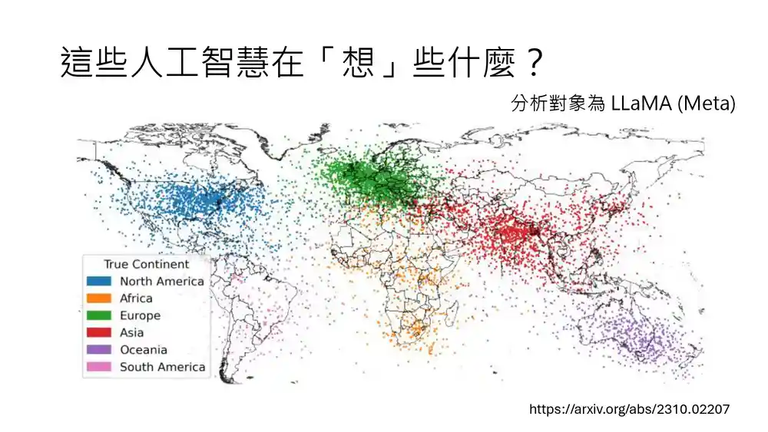 這些人工智慧在「想」些什麼？
分析對象為 LLaMA (Meta)
True Continent
North America
Africa
Europe
Asia
Oceania
South America
https://arxiv.org/abs/2310.02207